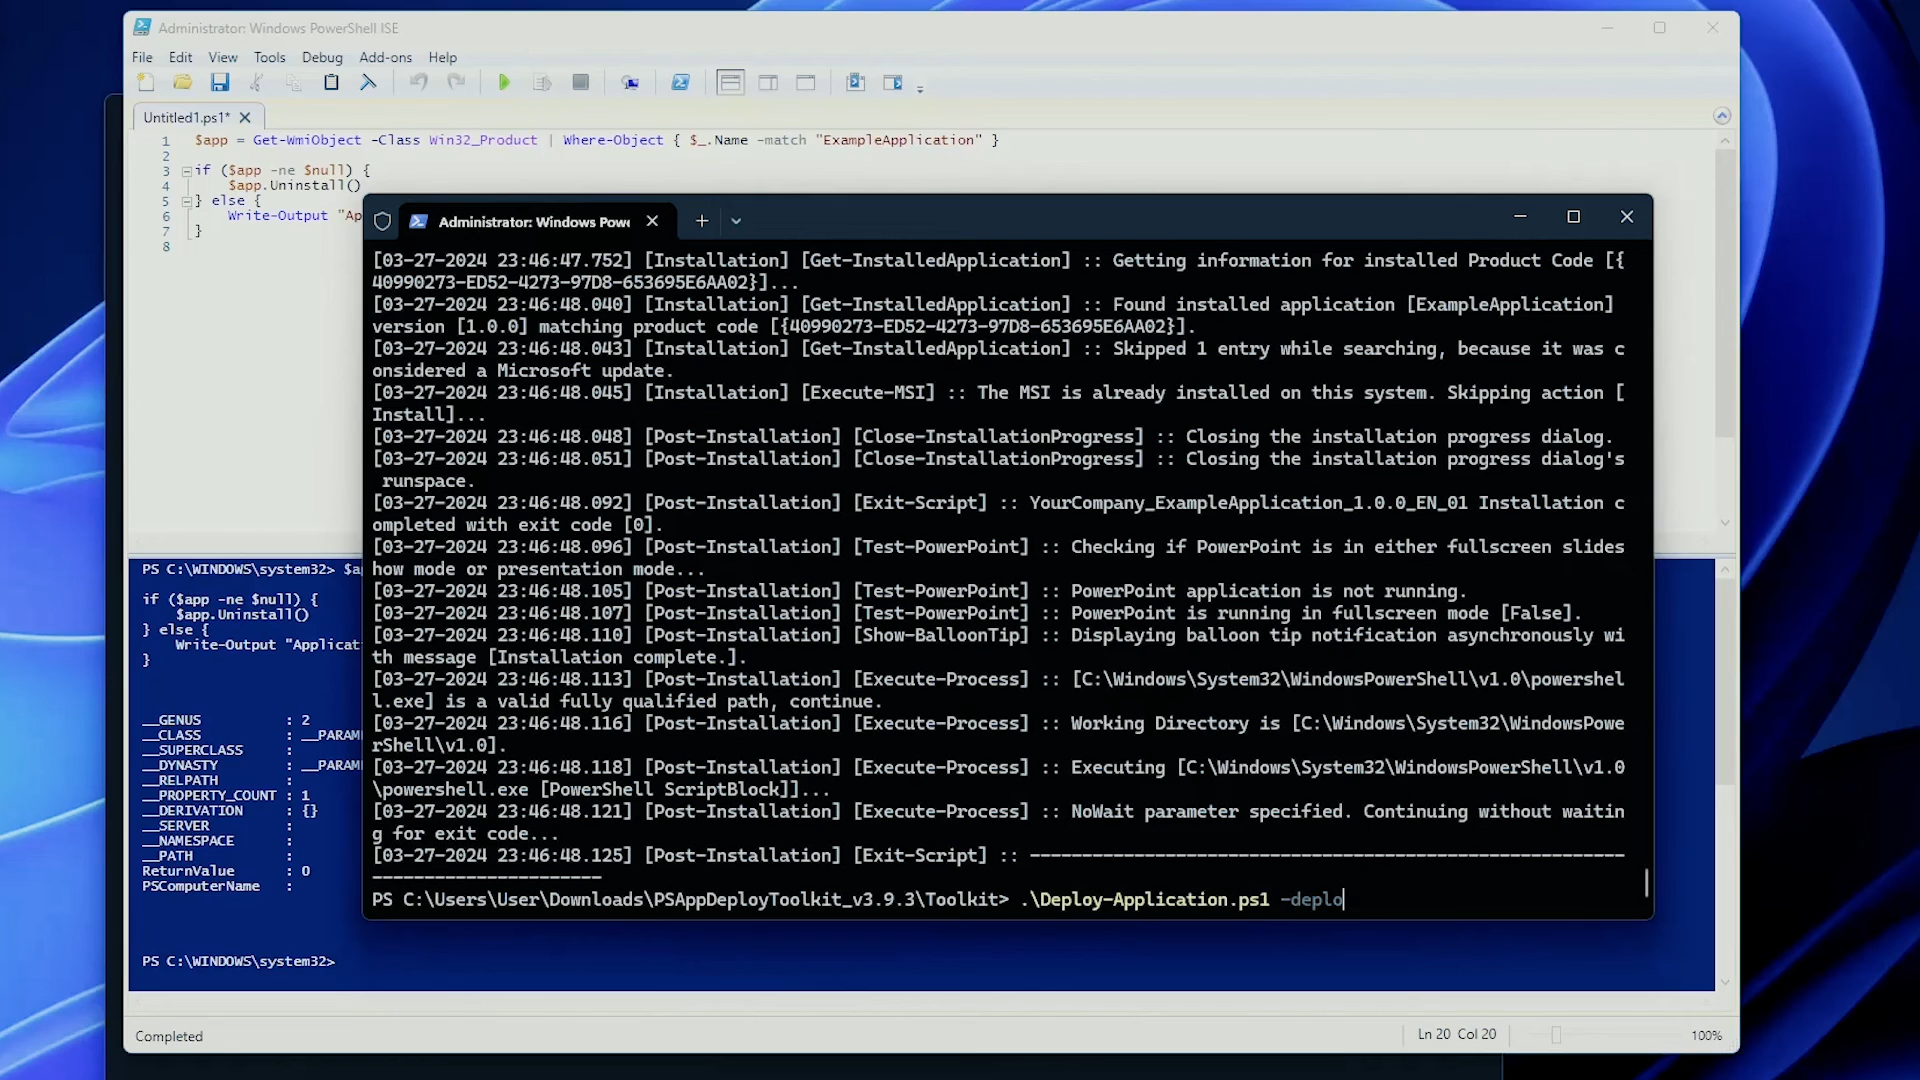 Administrator: Windows PowerShell ISE
File Edit View Tools Debug Add-ons Help
Untitled1.ps1*
1 $app = Get-WmiObject -Class Win32_Product | Where-Object { $_.Name -match "ExampleApplication" }
2
3 if ($app -ne $null) {
4 $app.Uninstall()
5 } else {
6 Write-Output "Ap
7 }
8
Administrator: Windows Powe
[03-27-2024 23:46:47.752] [Installation] [Get-InstalledApplication] :: Getting information for installed Product Code [{
40990273-ED52-4273-97D8-653695E6AA02}]...
[03-27-2024 23:46:48.040] [Installation] [Get-InstalledApplication] :: Found installed application [ExampleApplication]
version [1.0.0] matching product code [{40990273-ED52-4273-97D8-653695E6AA02}].
[03-27-2024 23:46:48.043] [Installation] [Get-InstalledApplication] :: Skipped 1 entry while searching, because it was c
onsidered a Microsoft update.
[03-27-2024 23:46:48.045] [Installation] [Execute-MSI] :: The MSI is already installed on this system. Skipping action [
Install]...
[03-27-2024 23:46:48.048] [Post-Installation] [Close-InstallationProgress] :: Closing the installation progress dialog.
[03-27-2024 23:46:48.051] [Post-Installation] [Close-InstallationProgress] :: Closing the installation progress dialog's
runspace.
[03-27-2024 23:46:48.092] [Post-Installation] [Exit-Script] :: YourCompany_ExampleApplication_1.0.0_EN_01 Installation c
ompleted with exit code [0].
[03-27-2024 23:46:48.096] [Post-Installation] [Test-PowerPoint] :: Checking if PowerPoint is in either fullscreen slides
how mode or presentation mode...
[03-27-2024 23:46:48.105] [Post-Installation] [Test-PowerPoint] :: PowerPoint application is not running.
[03-27-2024 23:46:48.107] [Post-Installation] [Test-PowerPoint] :: PowerPoint is running in fullscreen mode [False].
[03-27-2024 23:46:48.110] [Post-Installation] [Show-BalloonTip] :: Displaying balloon tip notification asynchronously wi
th message [Installation complete.].
[03-27-2024 23:46:48.113] [Post-Installation] [Execute-Process] :: [C:\Windows\System32\WindowsPowerShell\v1.0\powershel
l.exe] is a valid fully qualified path, continue.
[03-27-2024 23:46:48.116] [Post-Installation] [Execute-Process] :: Working Directory is [C:\Windows\System32\WindowsPowe
rShell\v1.0].
[03-27-2024 23:46:48.118] [Post-Installation] [Execute-Process] :: Executing [C:\Windows\System32\WindowsPowerShell\v1.0
\powershell.exe [PowerShell ScriptBlock]]...
[03-27-2024 23:46:48.121] [Post-Installation] [Execute-Process] :: NoWait parameter specified. Continuing without waitin
g for exit code...
[03-27-2024 23:46:48.125] [Post-Installation] [Exit-Script] :: ---------------------------------------------------------
----------------------
PS C:\Users\User\Downloads\PSAppDeployToolkit_v3.9.3\Toolkit> .\Deploy-Application.ps1 -deplo
PS C:\WINDOWS\system32> $a
if ($app -ne $null) {
$app.Uninstall()
} else {
Write-Output "Applicat
}
__GENUS : 2
__CLASS : __PARAM
__SUPERCLASS :
__DYNASTY : __PARAM
__RELPATH :
__PROPERTY_COUNT : 1
__DERIVATION : {}
__SERVER :
__NAMESPACE :
__PATH :
ReturnValue : 0
PSComputerName :
PS C:\WINDOWS\system32>
Completed
Ln 20 Col 20
100%